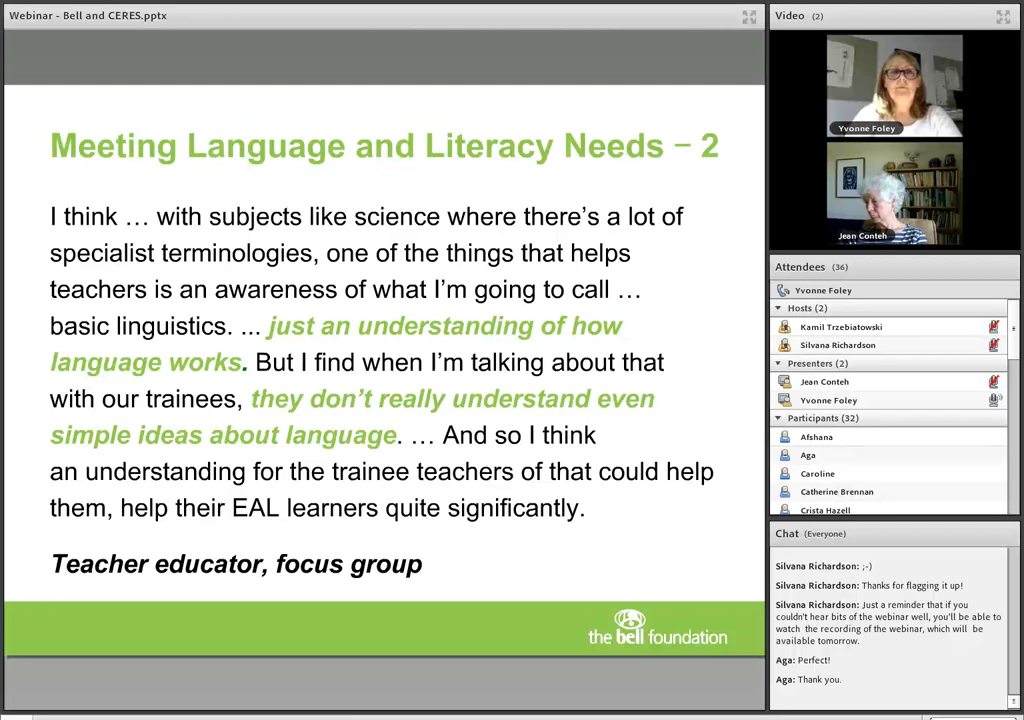 Webinar - Bell and CERES.pptx
Meeting Language and Literacy Needs – 2
I think … with subjects like science where there's a lot of
specialist terminologies, one of the things that helps
teachers is an awareness of what I'm going to call …
basic linguistics. ... just an understanding of how
language works. But I find when I'm talking about that
with our trainees, they don't really understand even
simple ideas about language. … And so I think
an understanding for the trainee teachers of that could help
them, help their EAL learners quite significantly.
Teacher educator, focus group
the bell foundation
Video (2)
Yvonne Foley
Jean Conteh
Attendees (36)
Yvonne Foley
Hosts (2)
Kamil Trzebiatowski
Silvana Richardson
Presenters (2)
Jean Conteh
Yvonne Foley
Participants (32)
Afshana
Aga
Caroline
Catherine Brennan
Crista Hazell
Chat (Everyone)
Silvana Richardson: ;-)
Silvana Richardson: Thanks for flagging it up!
Silvana Richardson: Just a reminder that if you
couldn't hear bits of the webinar well, you'll be able to
watch the recording of the webinar, which will be
available tomorrow.
Aga: Perfect!
Aga: Thank you.